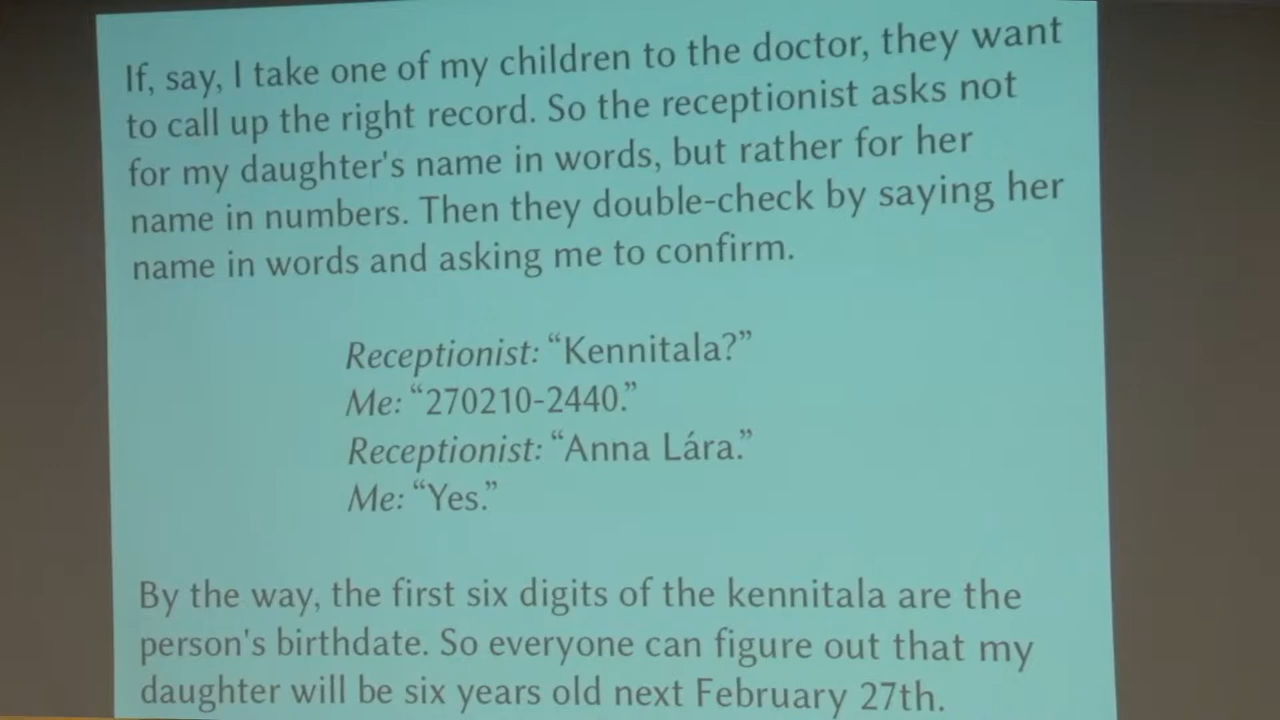 If, say, I take one of my children to the doctor, they want
to call up the right record. So the receptionist asks not
for my daughter's name in words, but rather for her
name in numbers. Then they double-check by saying her
name in words and asking me to confirm.
Receptionist: “Kennitala?”
Me: “270210-2440.”
Receptionist: “Anna Lára.”
Me: “Yes.”
By the way, the first six digits of the kennitala are the
person's birthdate. So everyone can figure out that my
daughter will be six years old next February 27th.